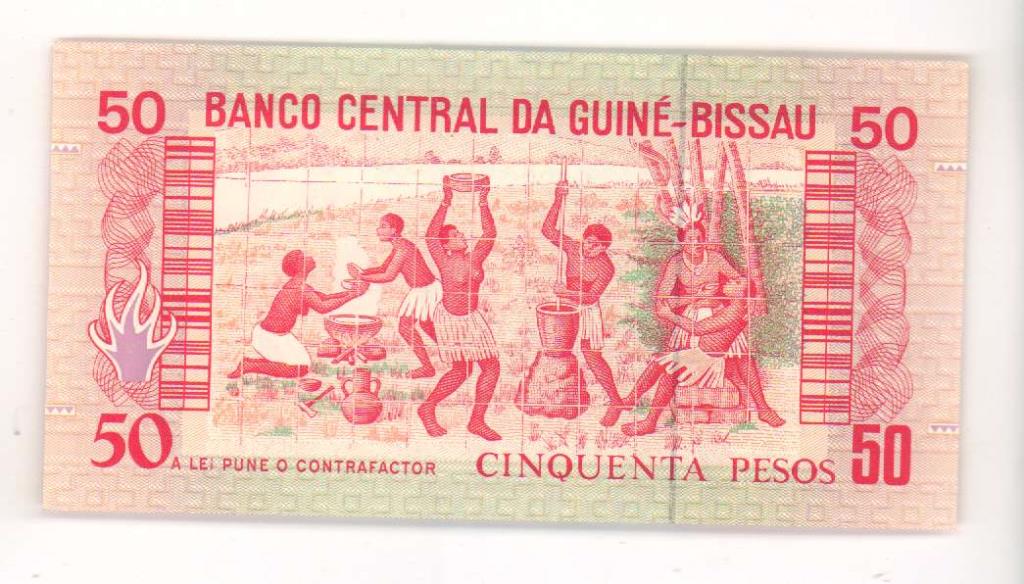 50 BANCO CENTRAL DA GUINÉ-BISSAU 50
50 A LEI PUNE O CONTRAFACTOR CINQUENTA PESOS 50